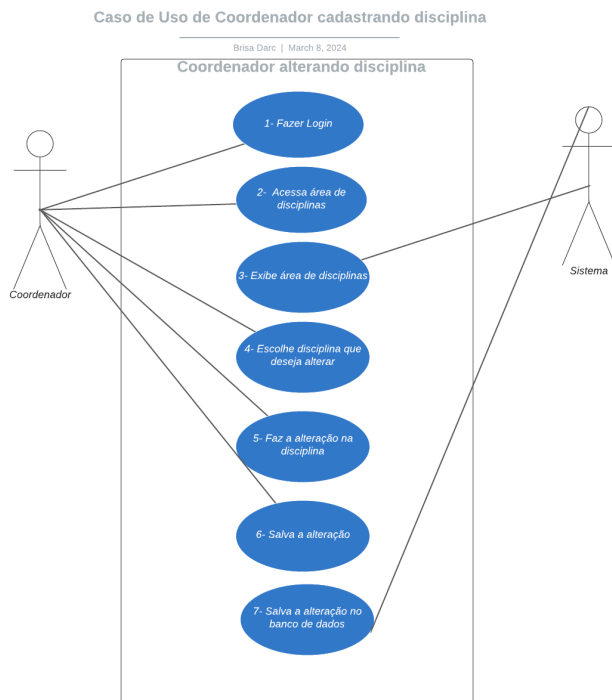 Caso de Uso de Coordenador cadastrando disciplina
Brisa Darc | March 8, 2024
Coordenador alterando disciplina
1- Fazer Login
2- Acessa área de
disciplinas
3- Exibe área de disciplinas
4- Escolhe disciplina que
deseja alterar
5- Faz a alteração na
disciplina
6- Salva a alteração
7- Salva a alteração no
banco de dados
Coordenador
Sistema